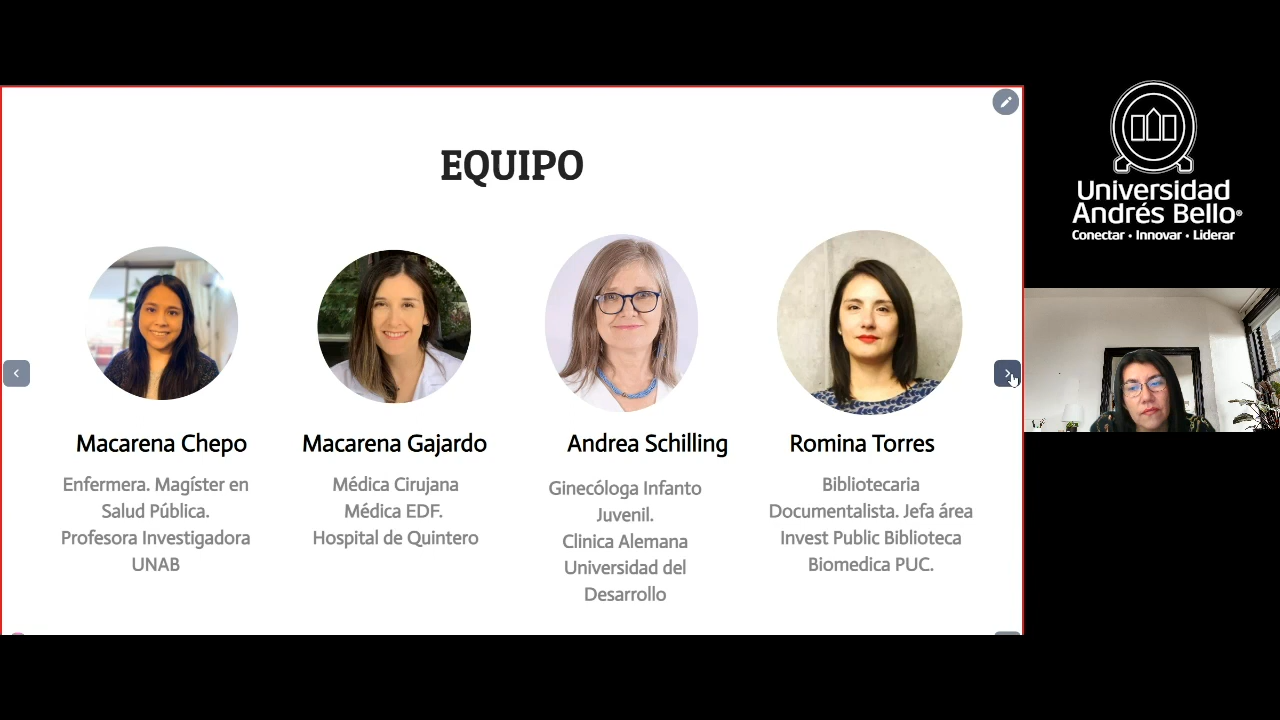 EQUIPO
Macarena Chepo
Enfermera. Magíster en
Salud Pública.
Profesora Investigadora
UNAB
Macarena Gajardo
Médica Cirujana
Médica EDF.
Hospital de Quintero
Andrea Schilling
Ginecóloga Infanto
Juvenil.
Clinica Alemana
Universidad del
Desarrollo
Romina Torres
Bibliotecaria
Documentalista. Jefa área
Invest Public Biblioteca
Biomedica PUC.
Universidad
Andrés Bello®
Conectar • Innovar • Liderar